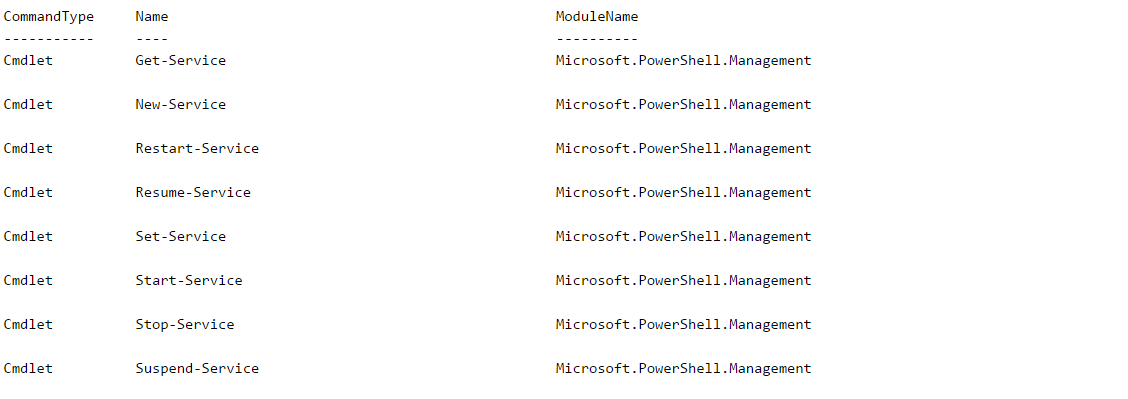 CommandType     Name                                               ModuleName
-----------     ----                                               ----------
Cmdlet          Get-Service                                        Microsoft.PowerShell.Management
Cmdlet          New-Service                                        Microsoft.PowerShell.Management
Cmdlet          Restart-Service                                    Microsoft.PowerShell.Management
Cmdlet          Resume-Service                                     Microsoft.PowerShell.Management
Cmdlet          Set-Service                                        Microsoft.PowerShell.Management
Cmdlet          Start-Service                                      Microsoft.PowerShell.Management
Cmdlet          Stop-Service                                       Microsoft.PowerShell.Management
Cmdlet          Suspend-Service                                    Microsoft.PowerShell.Management